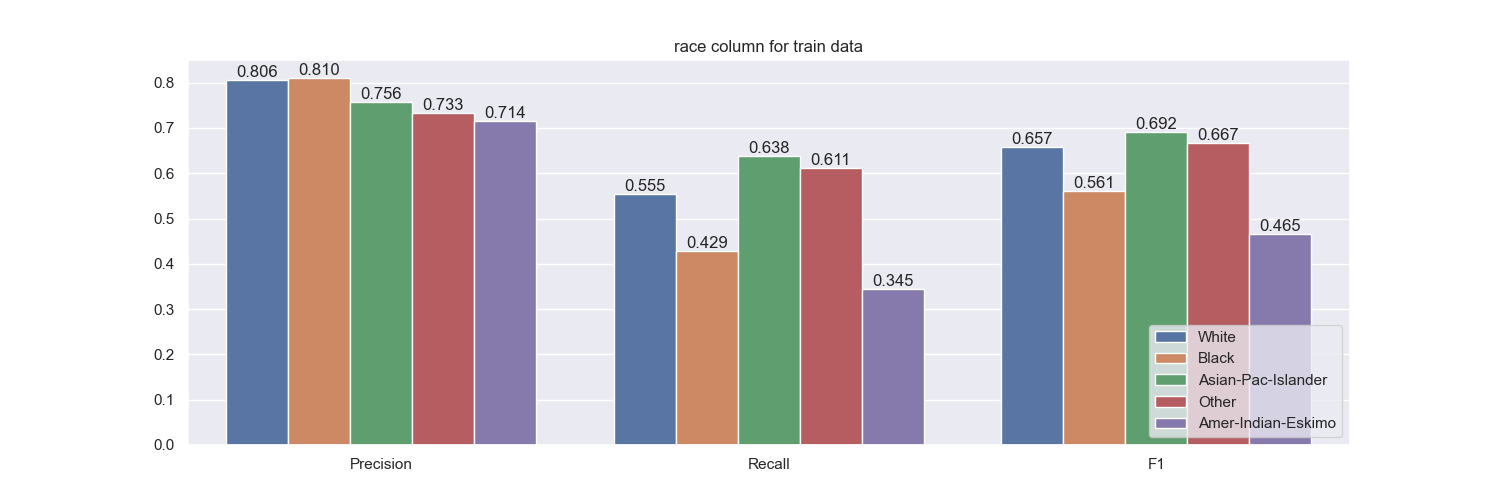 race column for train data
0.8
0.7
0.6
0.5
0.4
0.3
0.2
0.1
0.0
0.806
0.810
0.756
0.733
0.714
0.555
0.429
0.638
0.611
0.345
0.657
0.561
0.692
0.667
0.465
Precision
Recall
F1
White
Black
Asian-Pac-Islander
Other
Amer-Indian-Eskimo